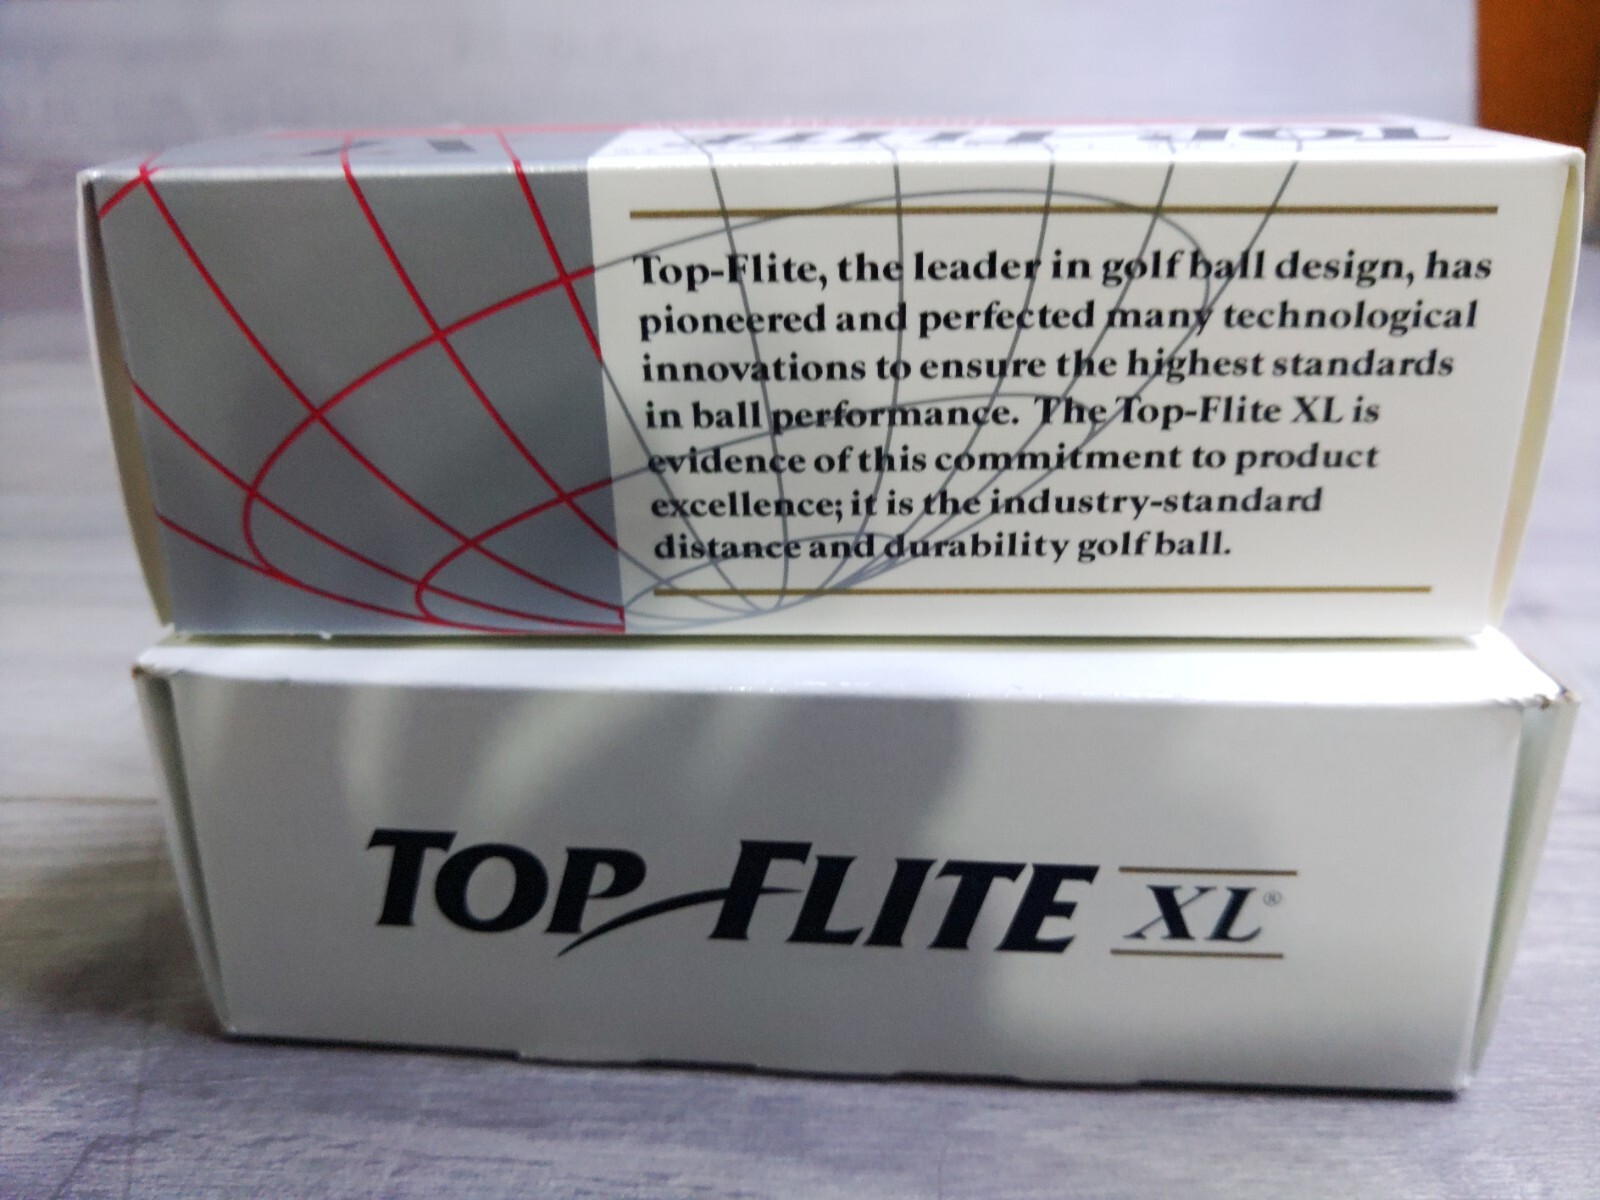 Top-Flite, the leader in golf ball design, has
pioneered and perfected many technological
innovations to ensure the highest standards
in ball performance. The Top-Flite XL is
evidence of this commitment to product
excellence; it is the industry-standard
distance and durability golf ball.
TOP FLITE XL®